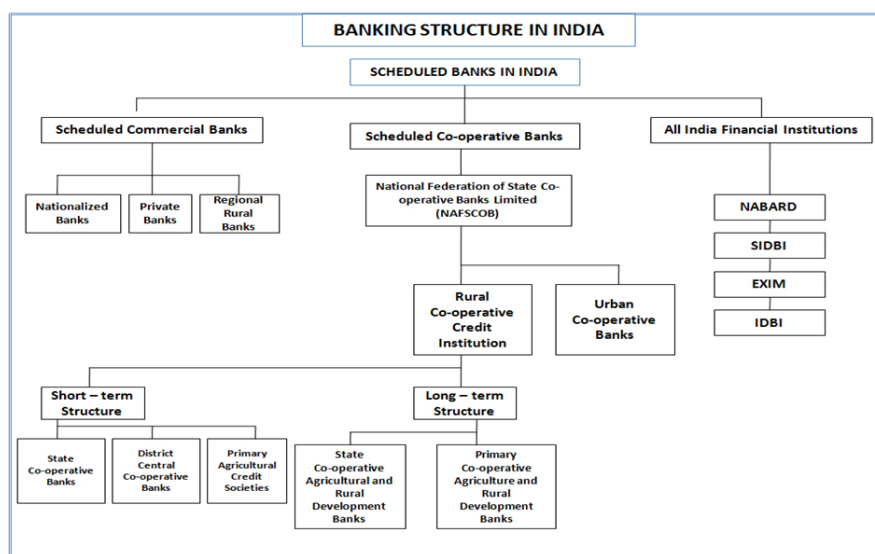 BANKING STRUCTURE IN INDIA
SCHEDULED BANKS IN INDIA
Scheduled Commercial Banks
Scheduled Co-operative Banks
All India Financial Institutions
Nationalized
Banks
Private
Banks
Regional
Rural
Banks
National Federation of State Co-
operative Banks Limited
(NAFSCOB)
NABARD
SIDBI
EXIM
IDBI
Rural
Co-operative
Credit
Institution
Urban
Co-operative
Banks
Short – term
Structure
Long – term
Structure
State
Co-operative
Banks
District
Central
Co-operative
Banks
Primary
Agricultural
Credit
Societies
State
Co-operative
Agricultural and
Rural
Development
Banks
Primary
Co-operative
Agriculture and
Rural
Development
Banks